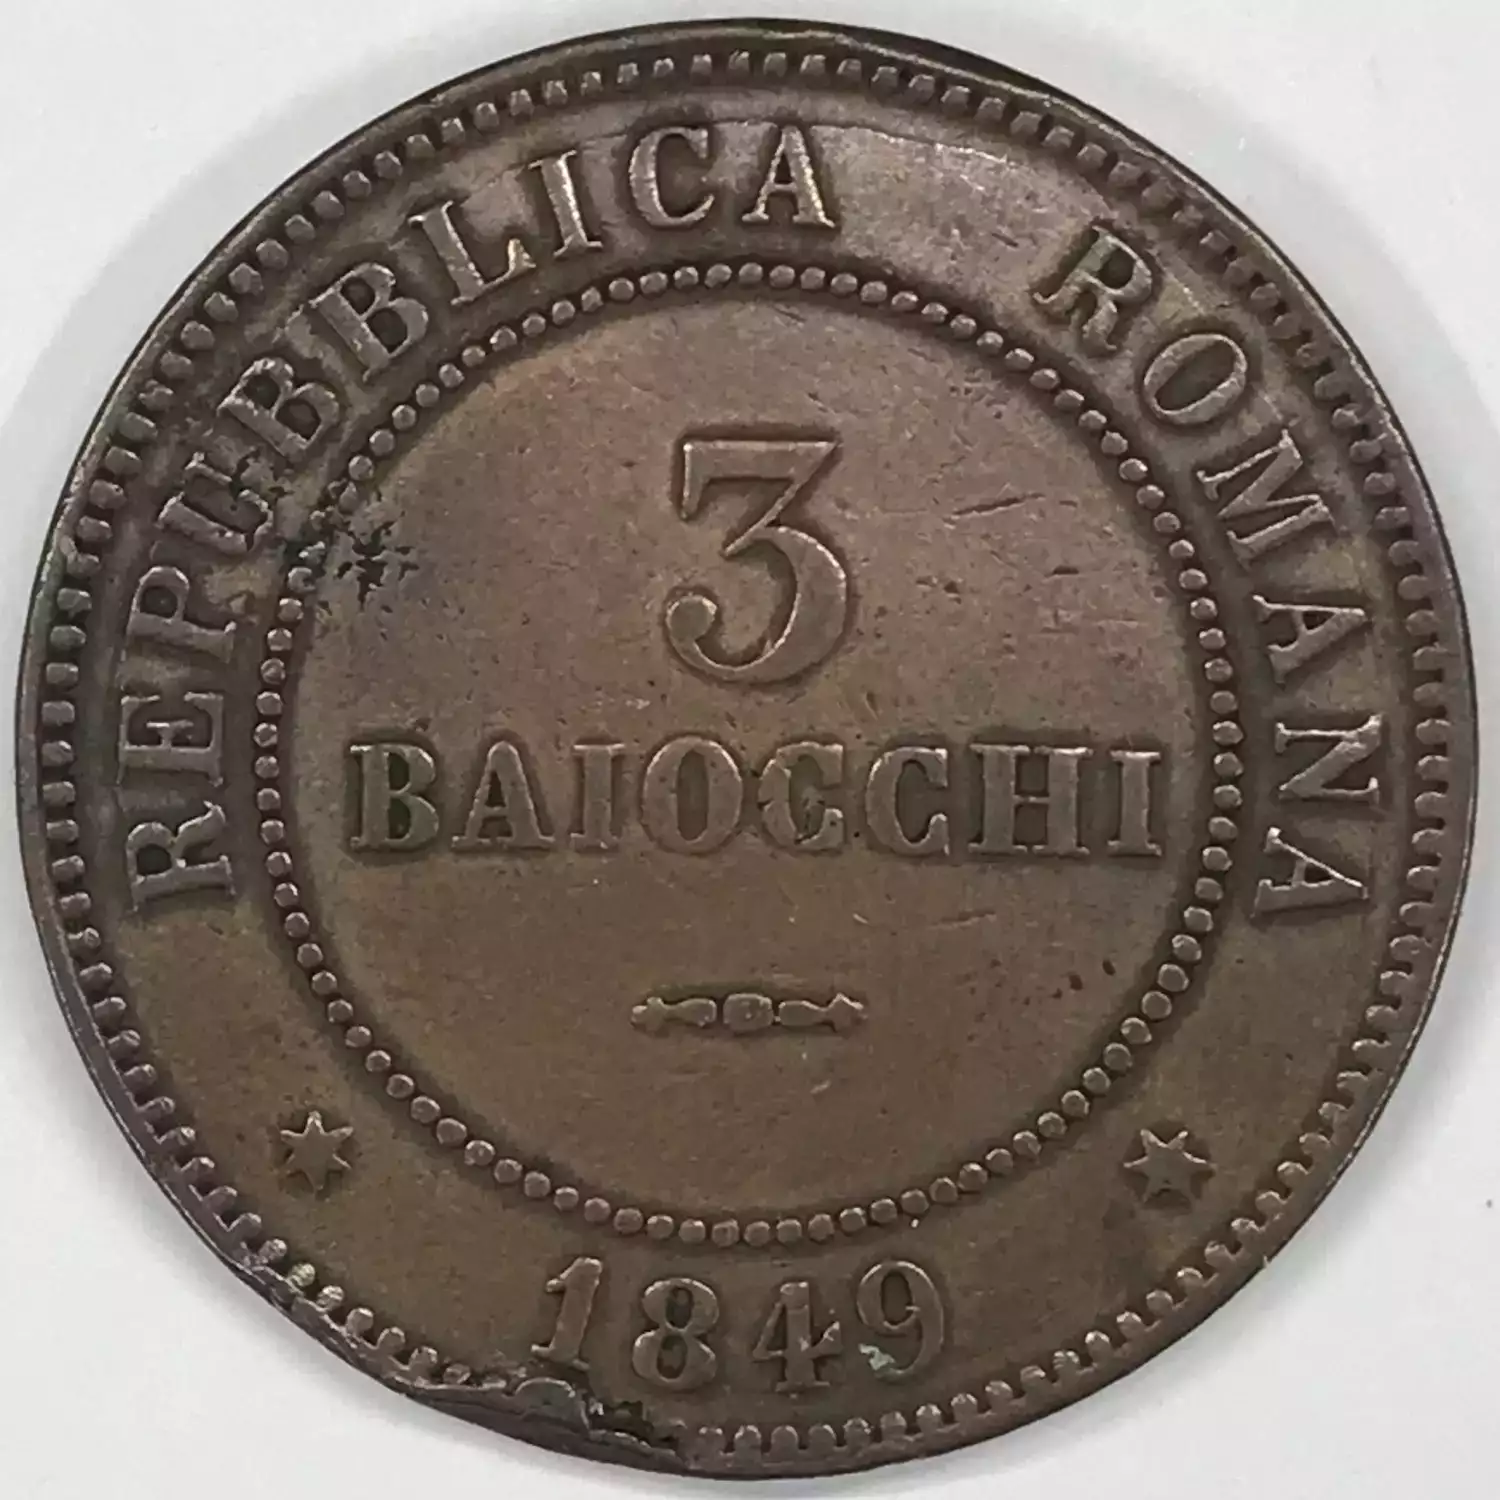 REPUBBLICA ROMANA
3
BAIOCCHI
1849